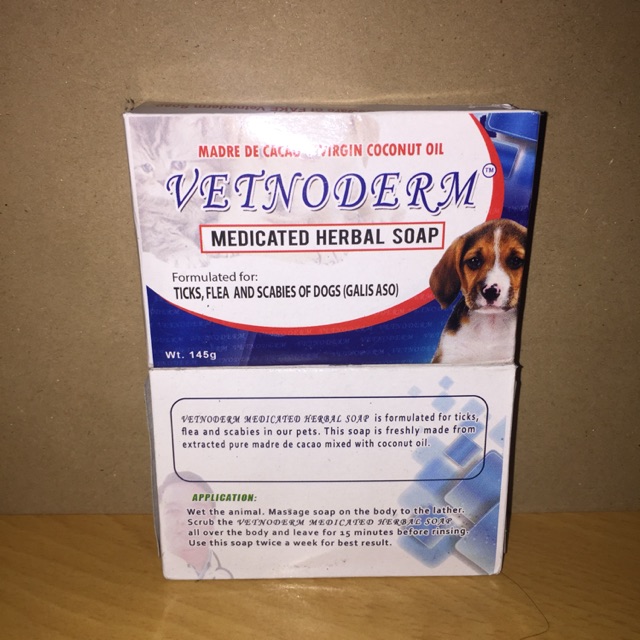 MADRE DE CACAO & VIRGIN COCONUT OIL
VETNODERM™
MEDICATED HERBAL SOAP
Formulated for:
TICKS, FLEA AND SCABIES OF DOGS (GALIS ASO)
Wt. 145g
VETNODERM MEDICATED HERBAL SOAP is formulated for ticks,
flea and scabies in our pets. This soap is freshly made from
extracted pure madre de cacao mixed with coconut oil.
APPLICATION:
Wet the animal. Massage soap on the body to the lather.
Scrub the VETNODERM MEDICATED HERBAL SOAP
all over the body and leave for 15 minutes before rinsing.
Use this soap twice a week for best result.